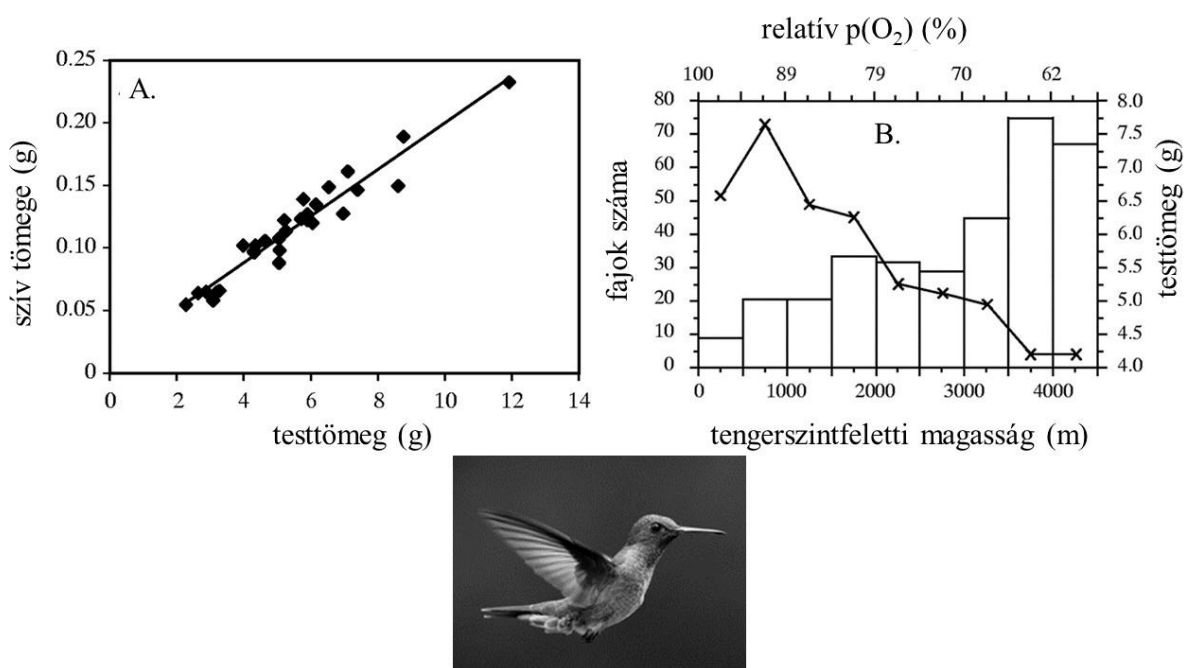 relatív p(O₂) (%)
0.25
0.20
0.15
0.10
0.05
0
A.
szív tömege (g)
0 2 4 6 8 10 12 14
testtömeg (g)
100 89 79 70 62
80
70
60
50
40
30
20
10
0
B.
fajok száma
8.0
7.5
7.0
6.5
6.0
5.5
5.0
4.5
4.0
testtömeg (g)
0 1000 2000 3000 4000
tengerszintfeletti magasság (m)